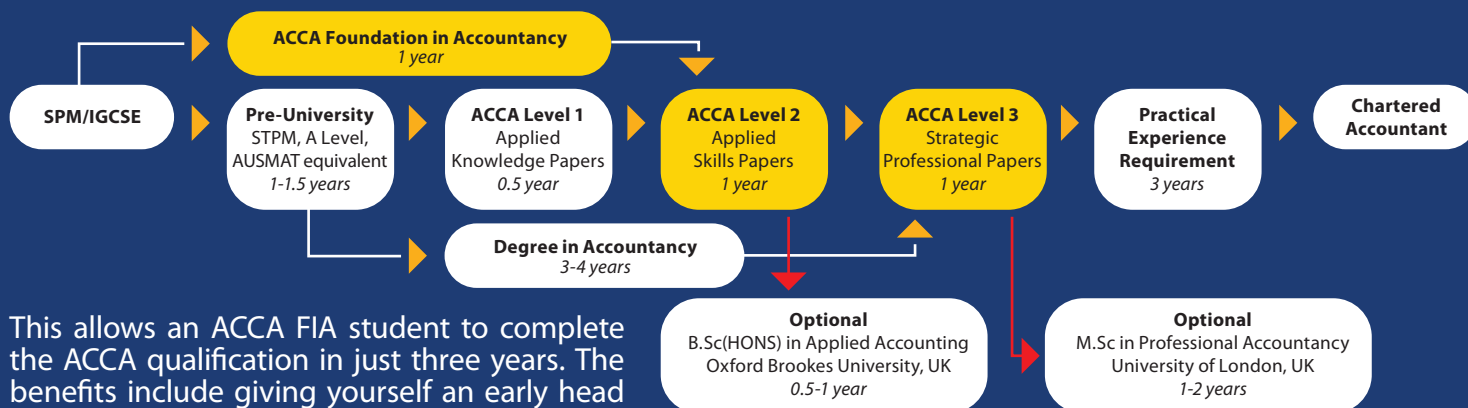 ACCA Foundation in Accountancy
1 year
SPM/IGCSE
Pre-University
STPM, A Level,
AUSMAT equivalent
1-1.5 years
ACCA Level 1
Applied
Knowledge Papers
0.5 year
ACCA Level 2
Applied
Skills Papers
1 year
ACCA Level 3
Strategic
Professional Papers
1 year
Practical
Experience
Requirement
3 years
Chartered
Accountant
Degree in Accountancy
3-4 years
Optional
B.Sc(HONS) in Applied Accounting
Oxford Brookes University, UK
0.5-1 year
Optional
M.Sc in Professional Accountancy
University of London, UK
1-2 years
This allows an ACCA FIA student to complete
the ACCA qualification in just three years. The
benefits include giving yourself an early head